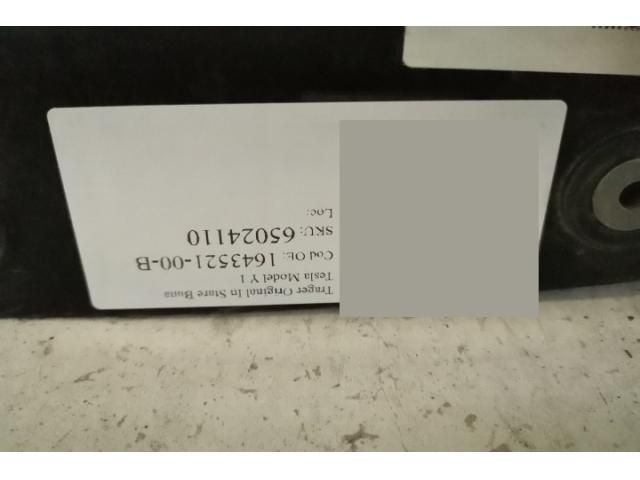 Trager Original In Stare Buna
Tesla Model Y 1
Cod OE: 1643521-00-B
SKU: 65024110
Loc: